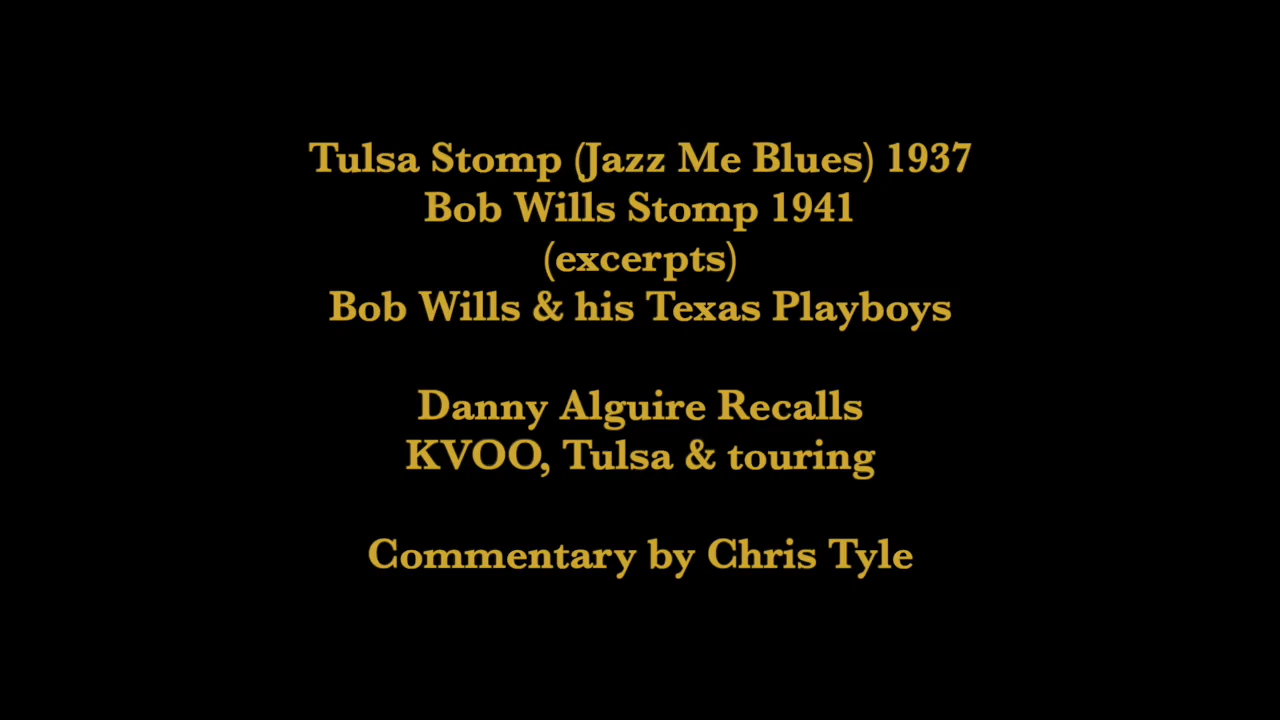 Tulsa Stomp (Jazz Me Blues) 1937
Bob Wills Stomp 1941
(excerpts)
Bob Wills & his Texas Playboys
Danny Alguire Recalls
KVOO, Tulsa & touring
Commentary by Chris Tyle